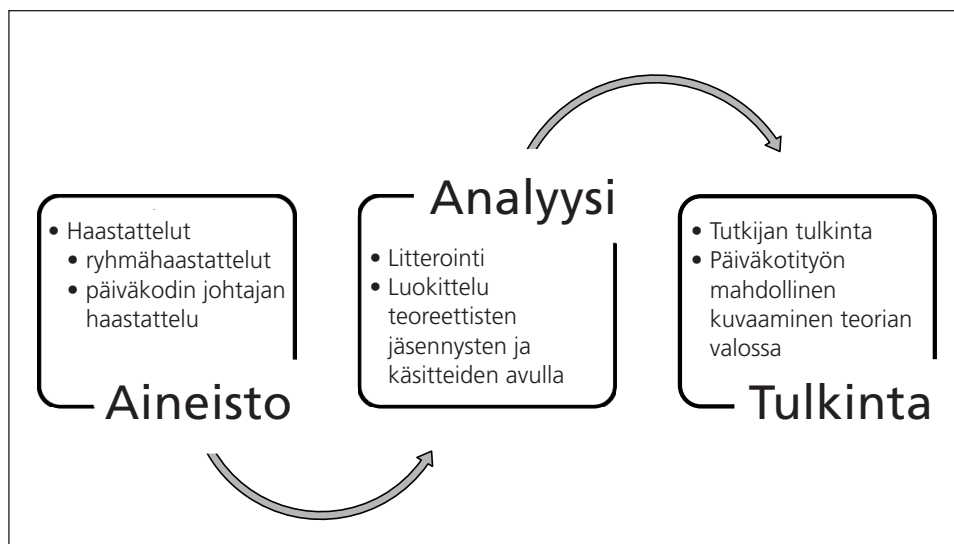 • Haastattelut
• ryhmähaastattelut
• päiväkodin johtajan
haastattelu
Aineisto
Analyysi
• Litterointi
• Luokittelu
teoreettisten
jäsennysten ja
käsitteiden avulla
• Tutkijan tulkinta
• Päiväkotityön
mahdollinen
kuvaaminen teorian
valossa
Tulkinta